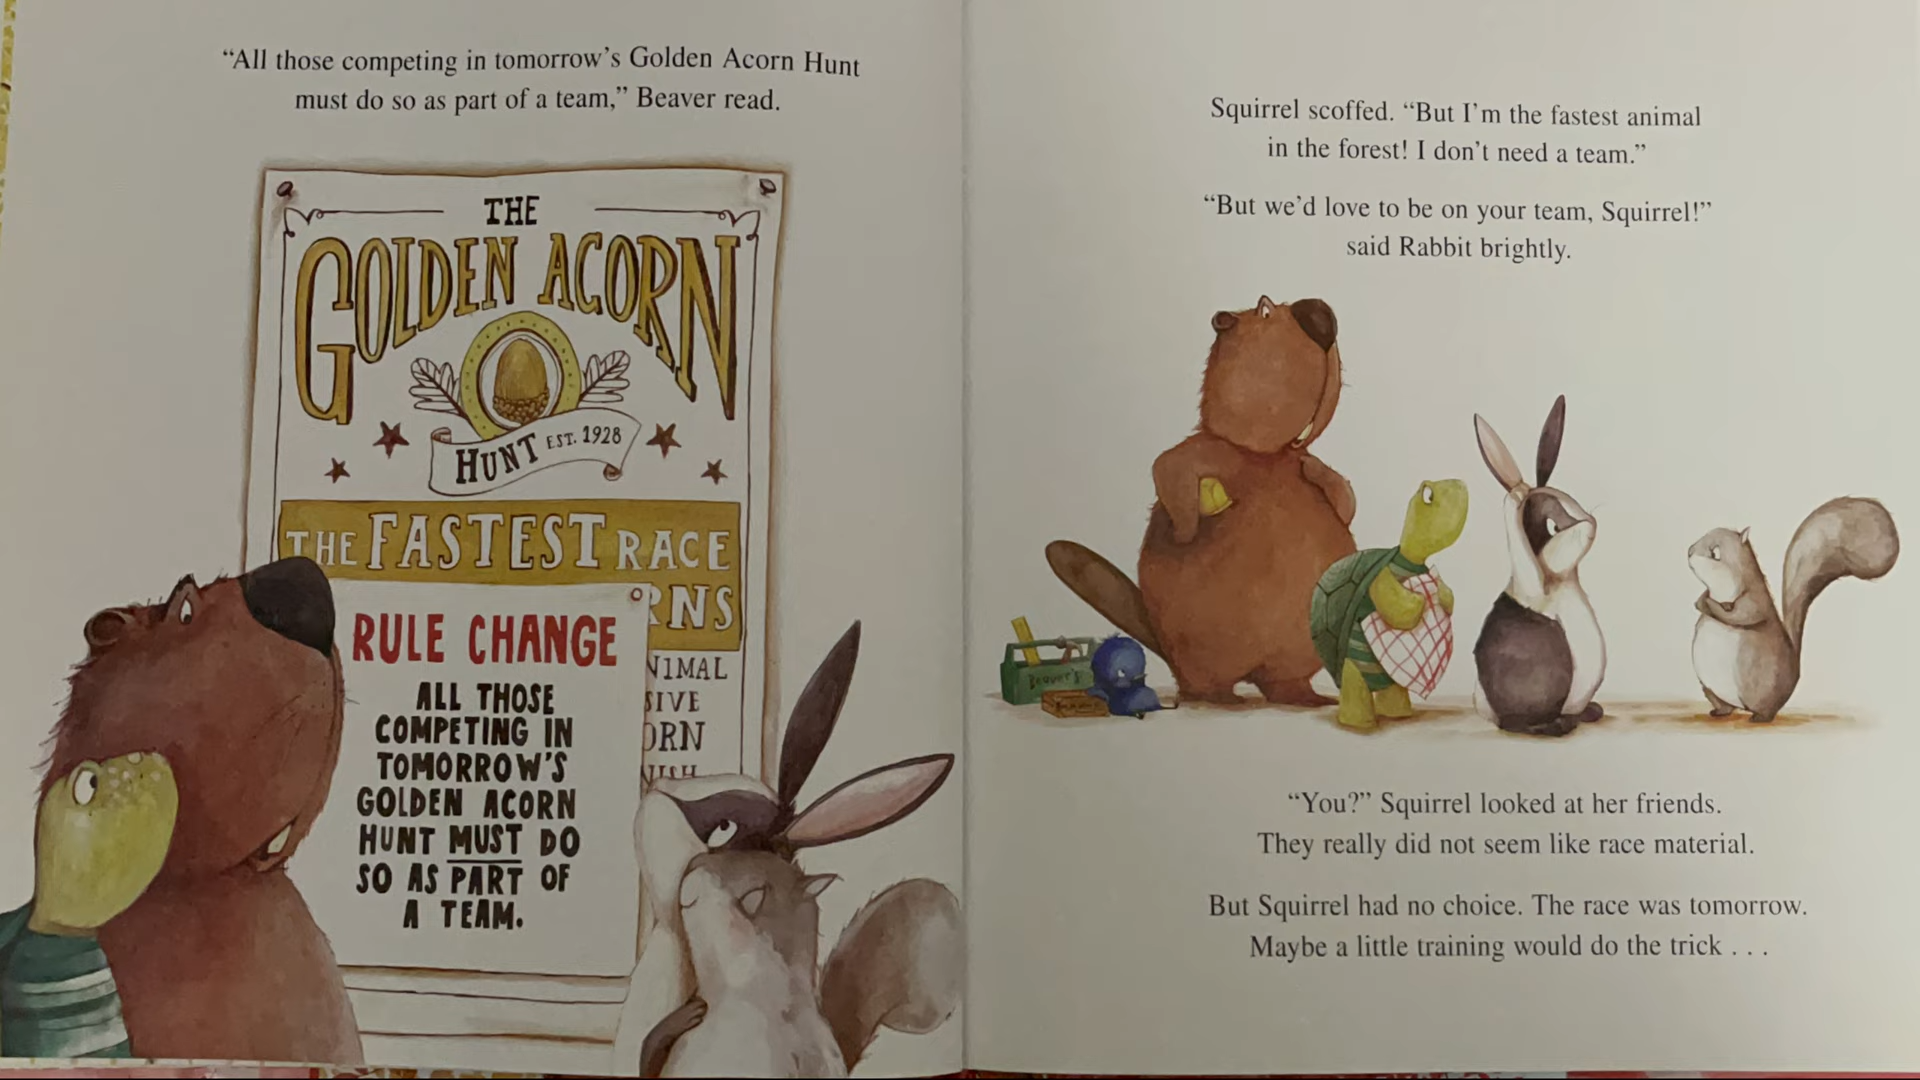 “All those competing in tomorrow’s Golden Acorn Hunt
must do so as part of a team,” Beaver read.
THE
GOLDEN ACORN
HUNT EST. 1928
THE FASTEST RACE
RULE CHANGE
ALL THOSE
COMPETING IN
TOMORROW'S
GOLDEN ACORN
HUNT MUST DO
SO AS PART OF
A TEAM.
Squirrel scoffed. “But I’m the fastest animal
in the forest! I don’t need a team.”
“But we’d love to be on your team, Squirrel!”
said Rabbit brightly.
Beaver's
“You?” Squirrel looked at her friends.
They really did not seem like race material.
But Squirrel had no choice. The race was tomorrow.
Maybe a little training would do the trick . . .